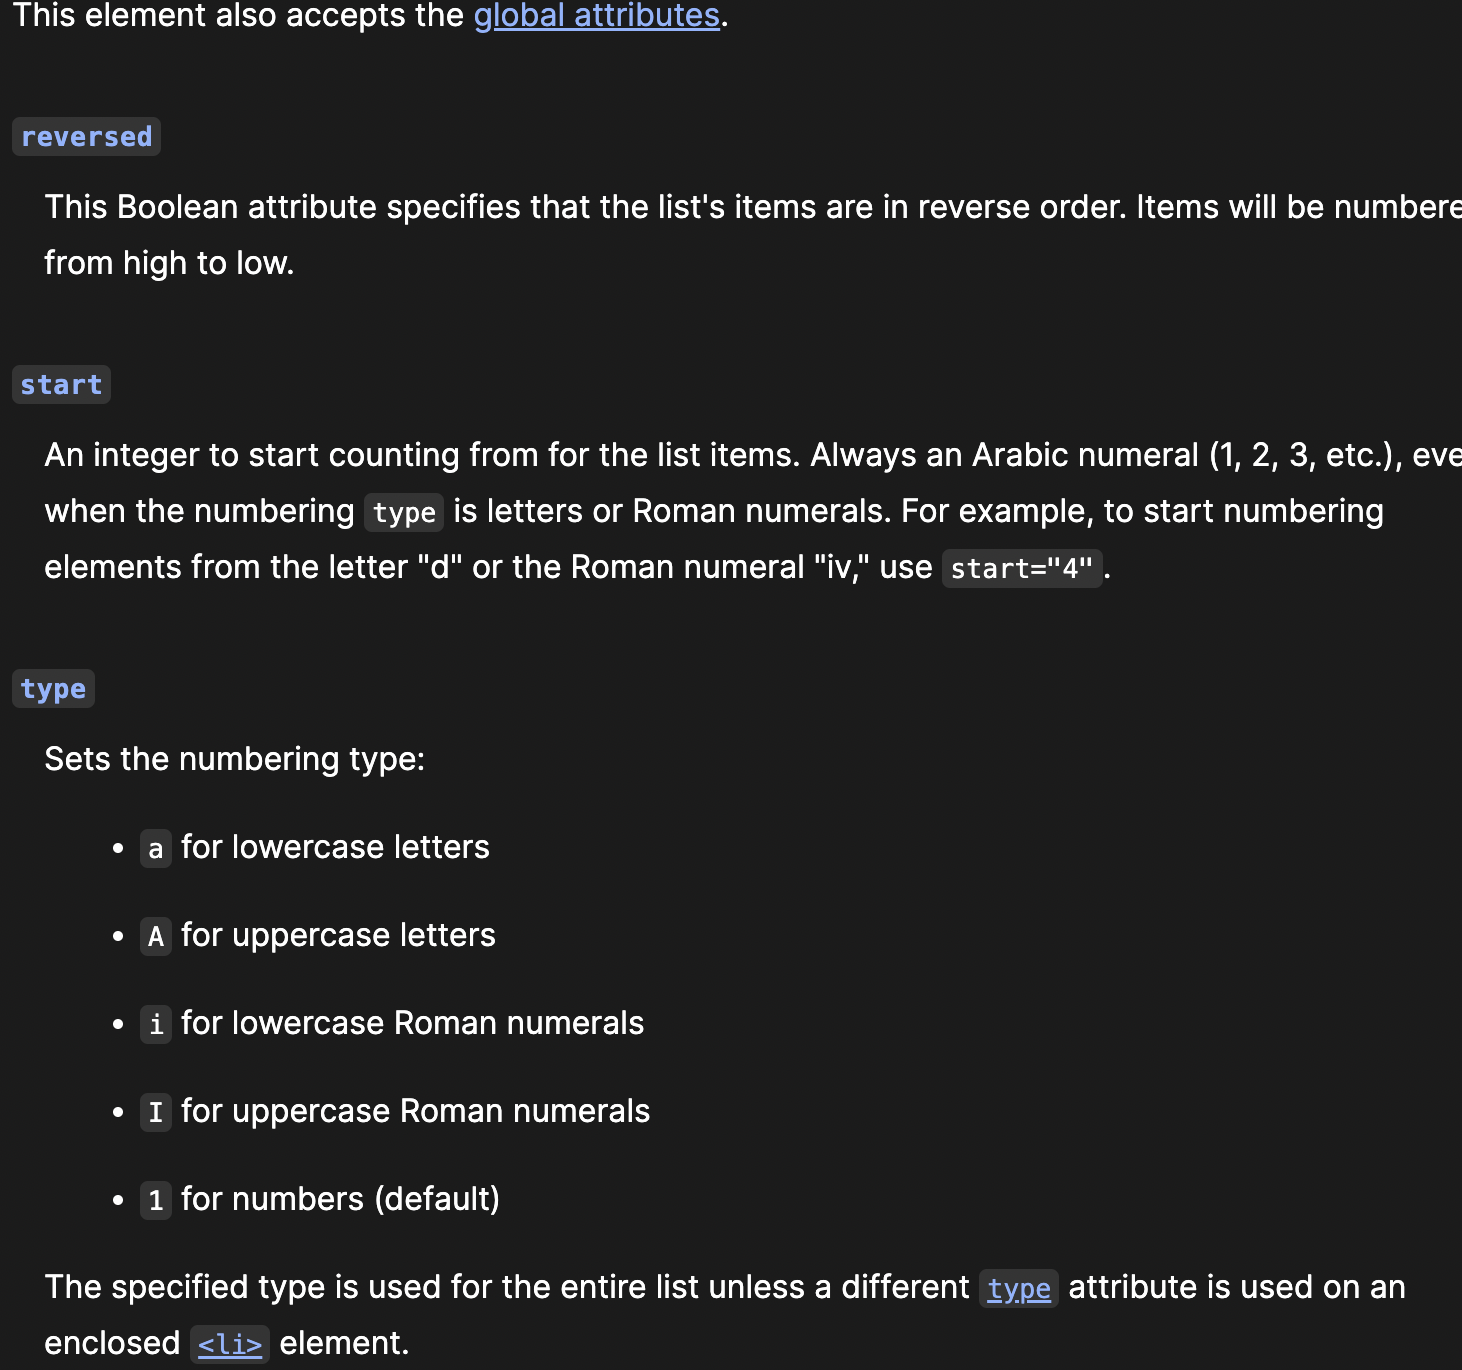 This element also accepts the global attributes.
reversed
This Boolean attribute specifies that the list's items are in reverse order. Items will be numbere
from high to low.
start
An integer to start counting from for the list items. Always an Arabic numeral (1, 2, 3, etc.), eve
when the numbering type is letters or Roman numerals. For example, to start numbering
elements from the letter "d" or the Roman numeral "iv," use start="4".
type
Sets the numbering type:
• a for lowercase letters
• A for uppercase letters
• i for lowercase Roman numerals
• I for uppercase Roman numerals
• 1 for numbers (default)
The specified type is used for the entire list unless a different type attribute is used on an
enclosed <li> element.